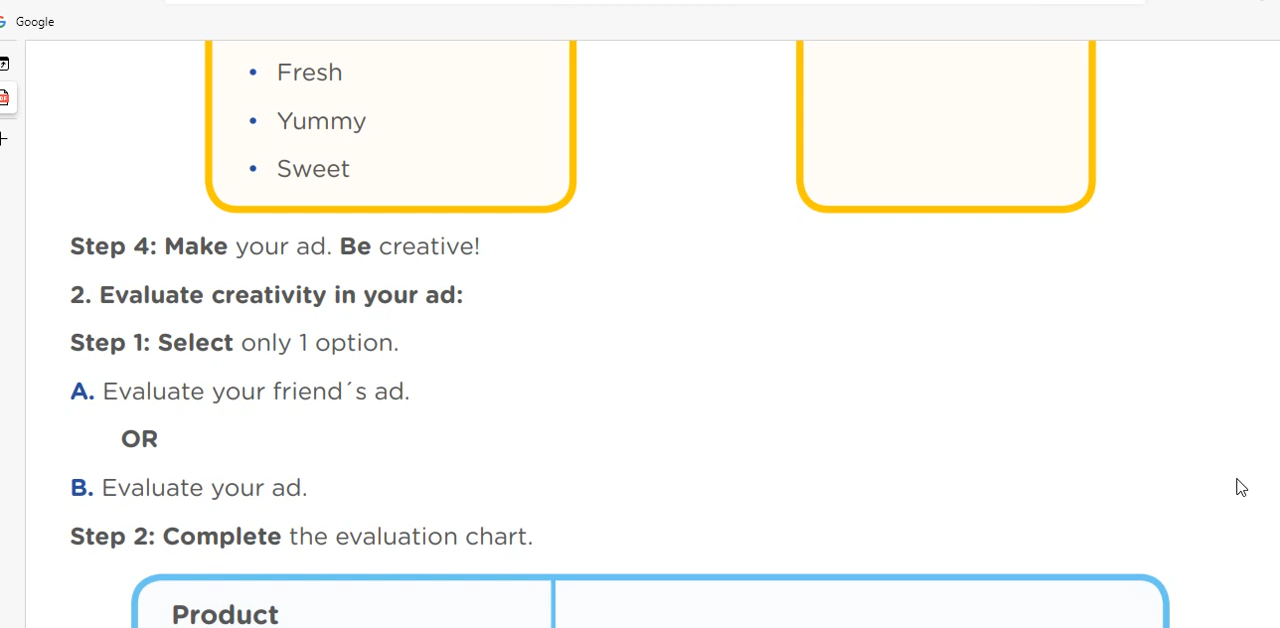 Google
• Fresh
• Yummy
• Sweet
Step 4: Make your ad. Be creative!
2. Evaluate creativity in your ad:
Step 1: Select only 1 option.
A. Evaluate your friend´s ad.
OR
B. Evaluate your ad.
Step 2: Complete the evaluation chart.
Product